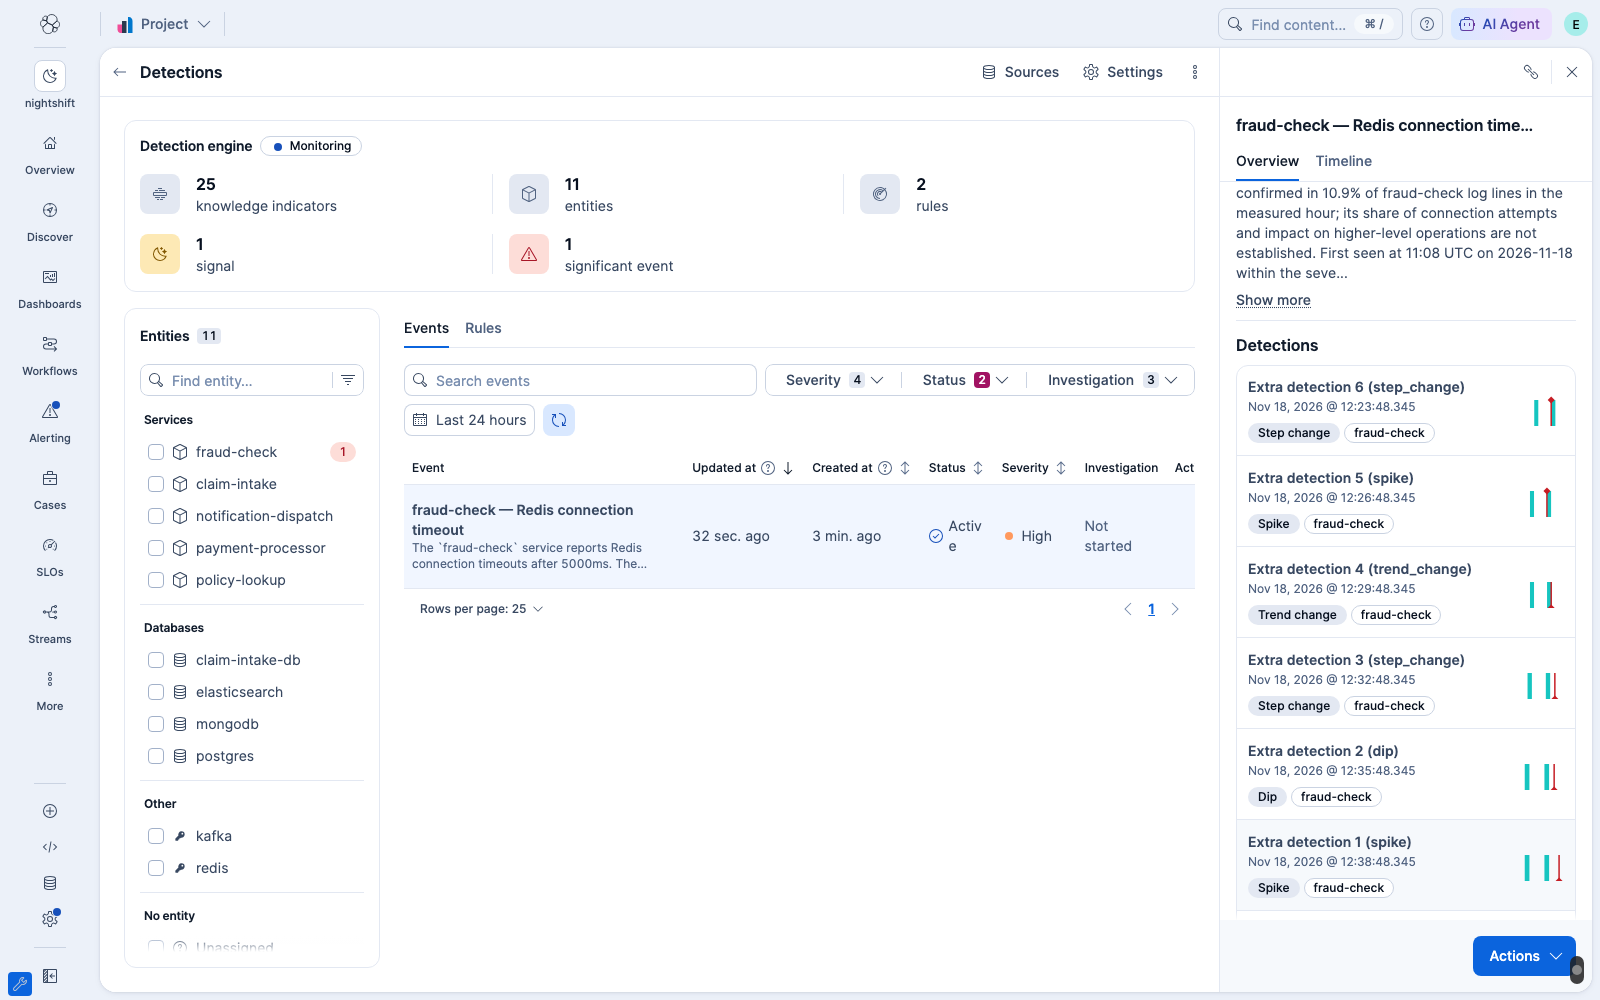 Project
Find content...
⌘ /
AI Agent
E
nightshift
Overview
Discover
Dashboards
Workflows
Alerting
Cases
SLOs
Streams
More
Detections
Sources
Settings
Detection engine
Monitoring
25
knowledge indicators
11
entities
2
rules
1
signal
1
significant event
Entities 11
Find entity...
Services
fraud-check
1
claim-intake
notification-dispatch
payment-processor
policy-lookup
Databases
claim-intake-db
elasticsearch
mongodb
postgres
Other
kafka
redis
No entity
Unassigned
Events
Rules
Search events
Severity 4
Status 2
Investigation 3
Last 24 hours
Event
Updated at
Created at
Status
Severity
Investigation
Act
fraud-check — Redis connection
timeout
The `fraud-check` service reports Redis
connection timeouts after 5000ms. The...
32 sec. ago
3 min. ago
Activ
e
High
Not
started
Rows per page: 25
1
fraud-check — Redis connection time...
Overview
Timeline
confirmed in 10.9% of fraud-check log lines in the
measured hour; its share of connection attempts
and impact on higher-level operations are not
established. First seen at 11:08 UTC on 2026-11-18
within the seve...
Show more
Detections
Extra detection 6 (step_change)
Nov 18, 2026 @ 12:23:48.345
Step change
fraud-check
Extra detection 5 (spike)
Nov 18, 2026 @ 12:26:48.345
Spike
fraud-check
Extra detection 4 (trend_change)
Nov 18, 2026 @ 12:29:48.345
Trend change
fraud-check
Extra detection 3 (step_change)
Nov 18, 2026 @ 12:32:48.345
Step change
fraud-check
Extra detection 2 (dip)
Nov 18, 2026 @ 12:35:48.345
Dip
fraud-check
Extra detection 1 (spike)
Nov 18, 2026 @ 12:38:48.345
Spike
fraud-check
Actions